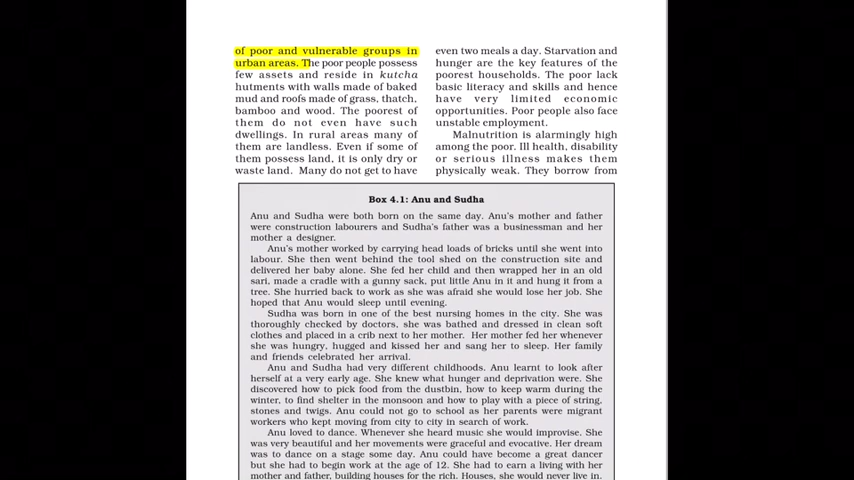 of poor and vulnerable groups in
urban areas. The poor people possess
few assets and reside in kutcha
hutments with walls made of baked
mud and roofs made of grass, thatch,
bamboo and wood. The poorest of
them do not even have such
dwellings. In rural areas many of
them are landless. Even if some of
them possess land, it is only dry or
waste land. Many do not get to have
even two meals a day. Starvation and
hunger are the key features of the
poorest households. The poor lack
basic literacy and skills and hence
have very limited economic
opportunities. Poor people also face
unstable employment.
Malnutrition is alarmingly high
among the poor. Ill health, disability
or serious illness makes them
physically weak. They borrow from
Box 4.1: Anu and Sudha
Anu and Sudha were both born on the same day. Anu's mother and father
were construction labourers and Sudha's father was a businessman and her
mother a designer.
Anu's mother worked by carrying head loads of bricks until she went into
labour. She then went behind the tool shed on the construction site and
delivered her baby alone. She fed her child and then wrapped her in an old
sari, made a cradle with a gunny sack, put little Anu in it and hung it from a
tree. She hurried back to work as she was afraid she would lose her job. She
hoped that Anu would sleep until evening.
Sudha was born in one of the best nursing homes in the city. She was
thoroughly checked by doctors, she was bathed and dressed in clean soft
clothes and placed in a crib next to her mother. Her mother fed her whenever
she was hungry, hugged and kissed her and sang her to sleep. Her family
and friends celebrated her arrival.
Anu and Sudha had very different childhoods. Anu learnt to look after
herself at a very early age. She knew what hunger and deprivation were. She
discovered how to pick food from the dustbin, how to keep warm during the
winter, to find shelter in the monsoon and how to play with a piece of string,
stones and twigs. Anu could not go to school as her parents were migrant
workers who kept moving from city to city in search of work.
Anu loved to dance. Whenever she heard music she would improvise. She
was very beautiful and her movements were graceful and evocative. Her dream
was to dance on a stage some day. Anu could have become a great dancer
but she had to begin work at the age of 12. She had to earn a living with her
mother and father, building houses for the rich. Houses, she would never live in.